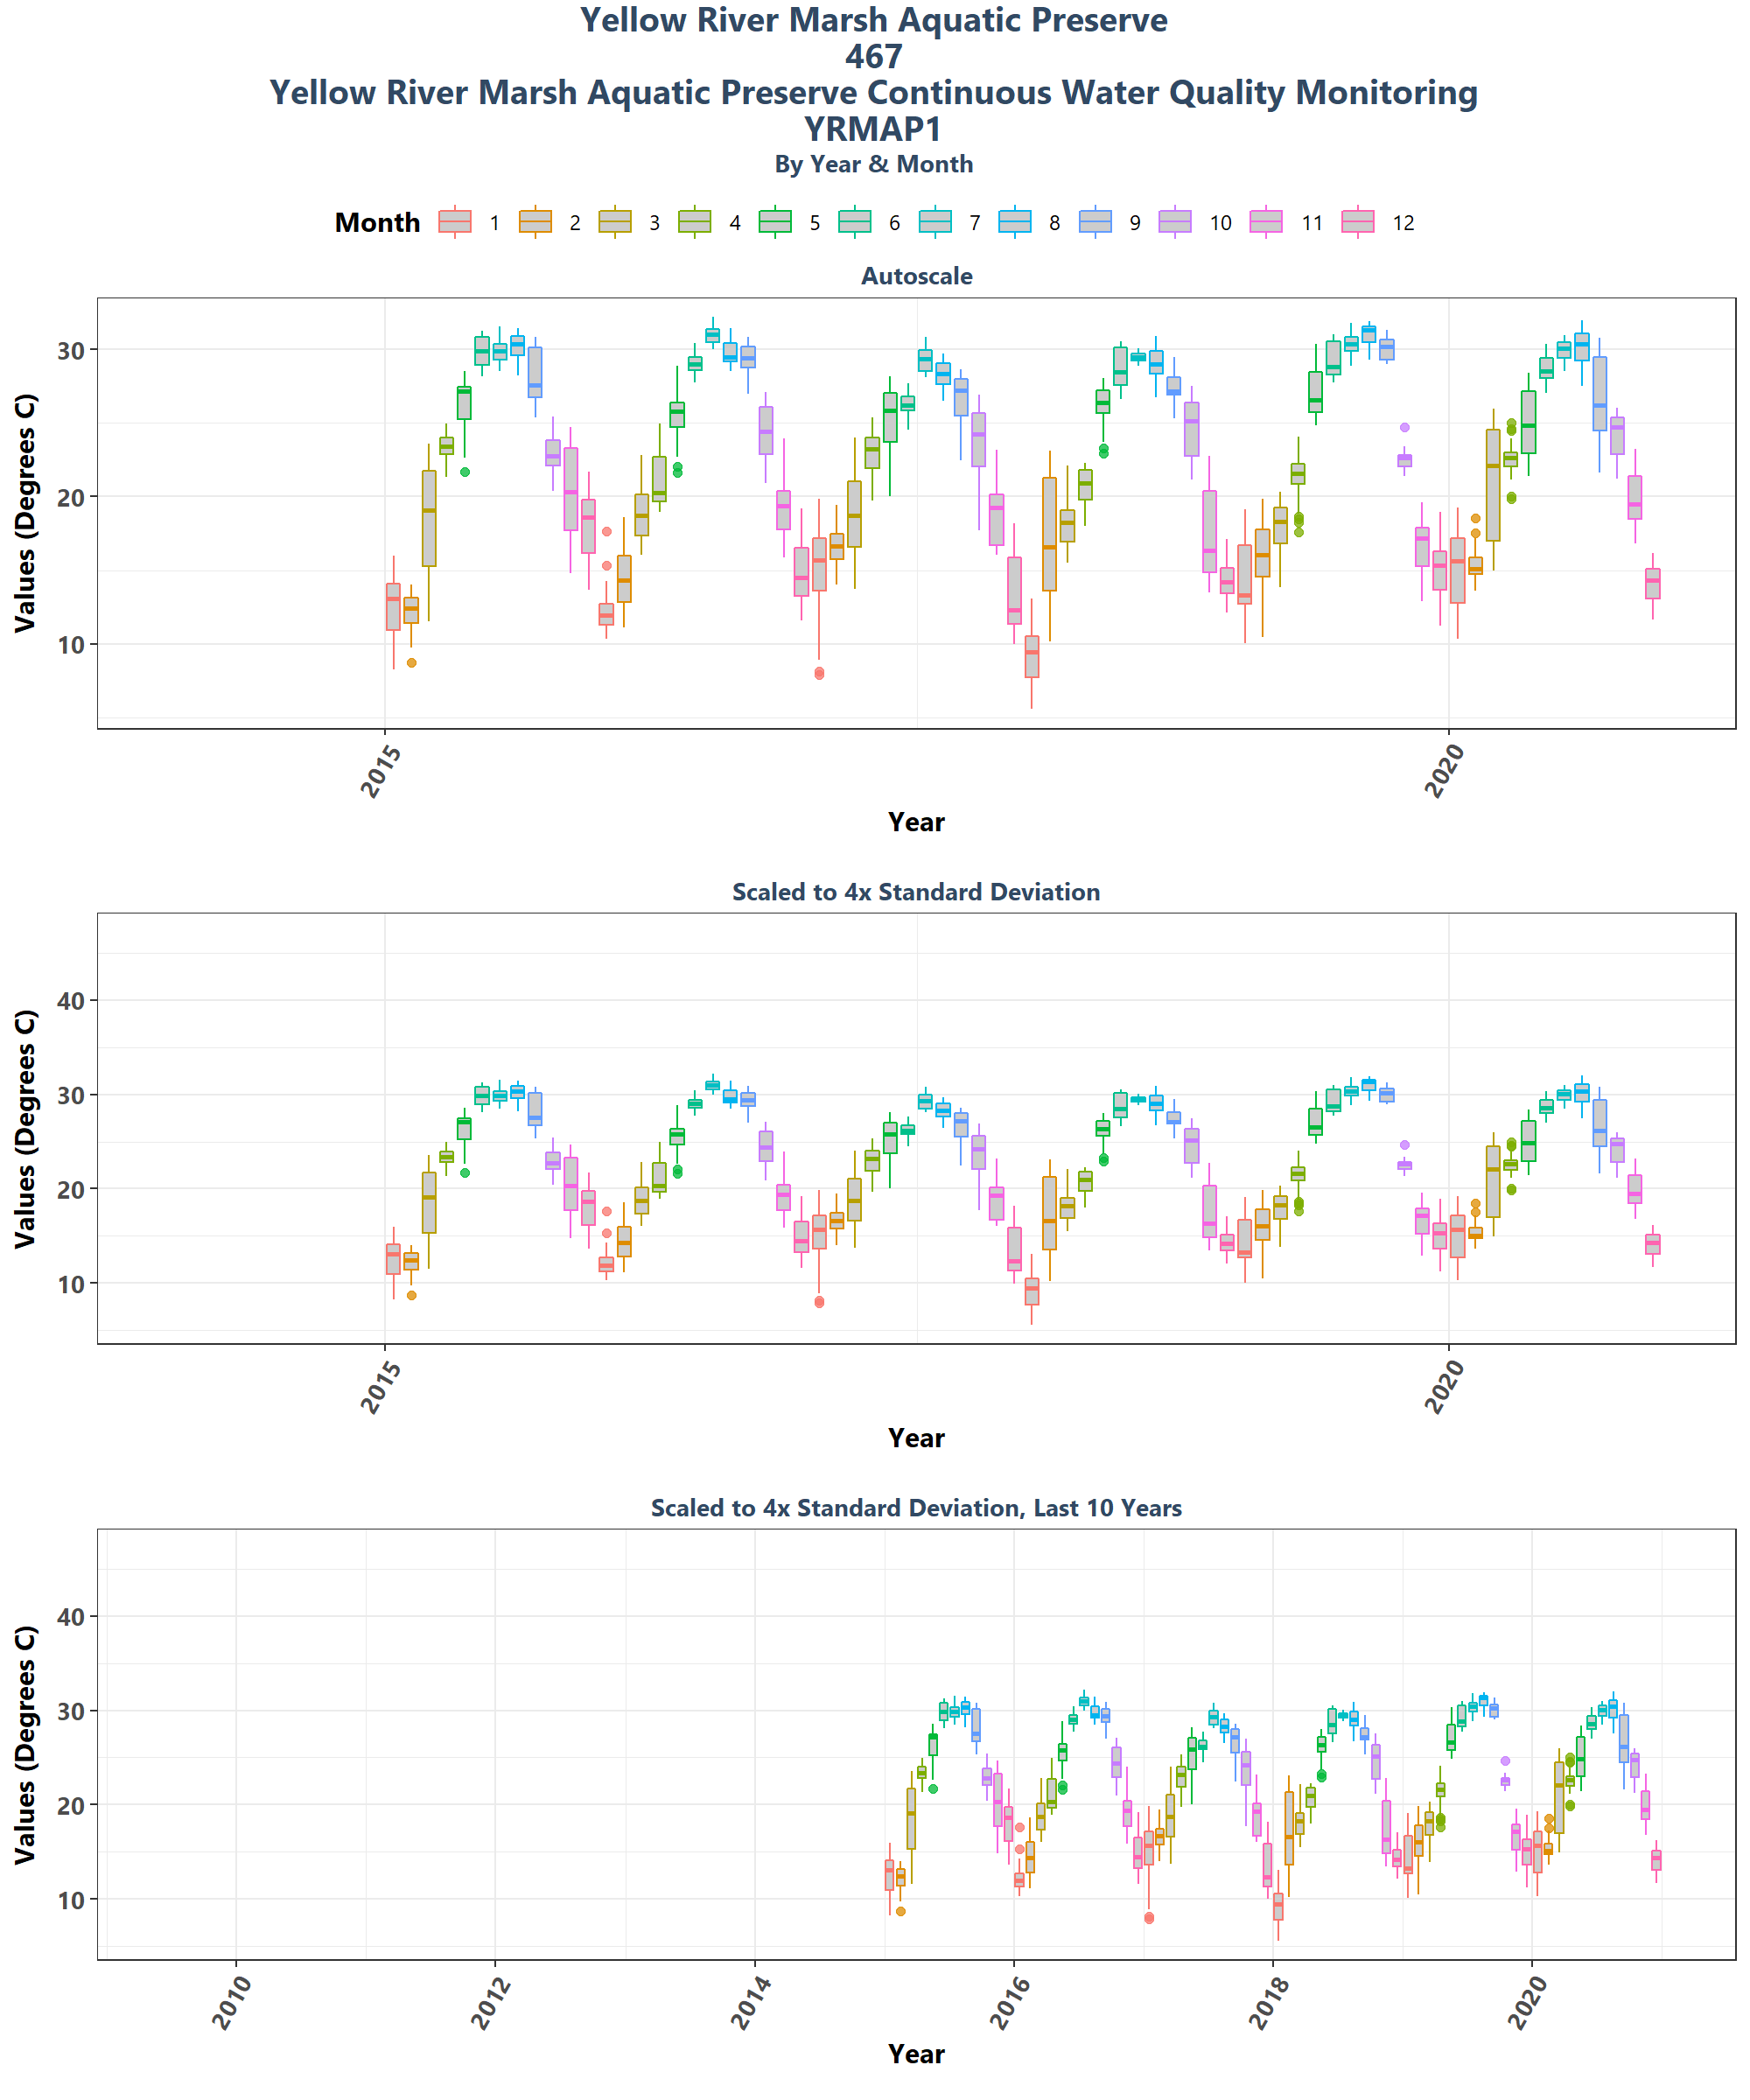 Yellow River Marsh Aquatic Preserve
467
Yellow River Marsh Aquatic Preserve Continuous Water Quality Monitoring
YRMAP1
By Year & Month
Month 1 2 3 4 5 6 7 8 9 10 11 12
Autoscale
Values (Degrees C)
30
20
10
2015 2020
Year
Scaled to 4x Standard Deviation
Values (Degrees C)
40
30
20
10
2015 2020
Year
Scaled to 4x Standard Deviation, Last 10 Years
Values (Degrees C)
40
30
20
10
2010 2012 2014 2016 2018 2020
Year